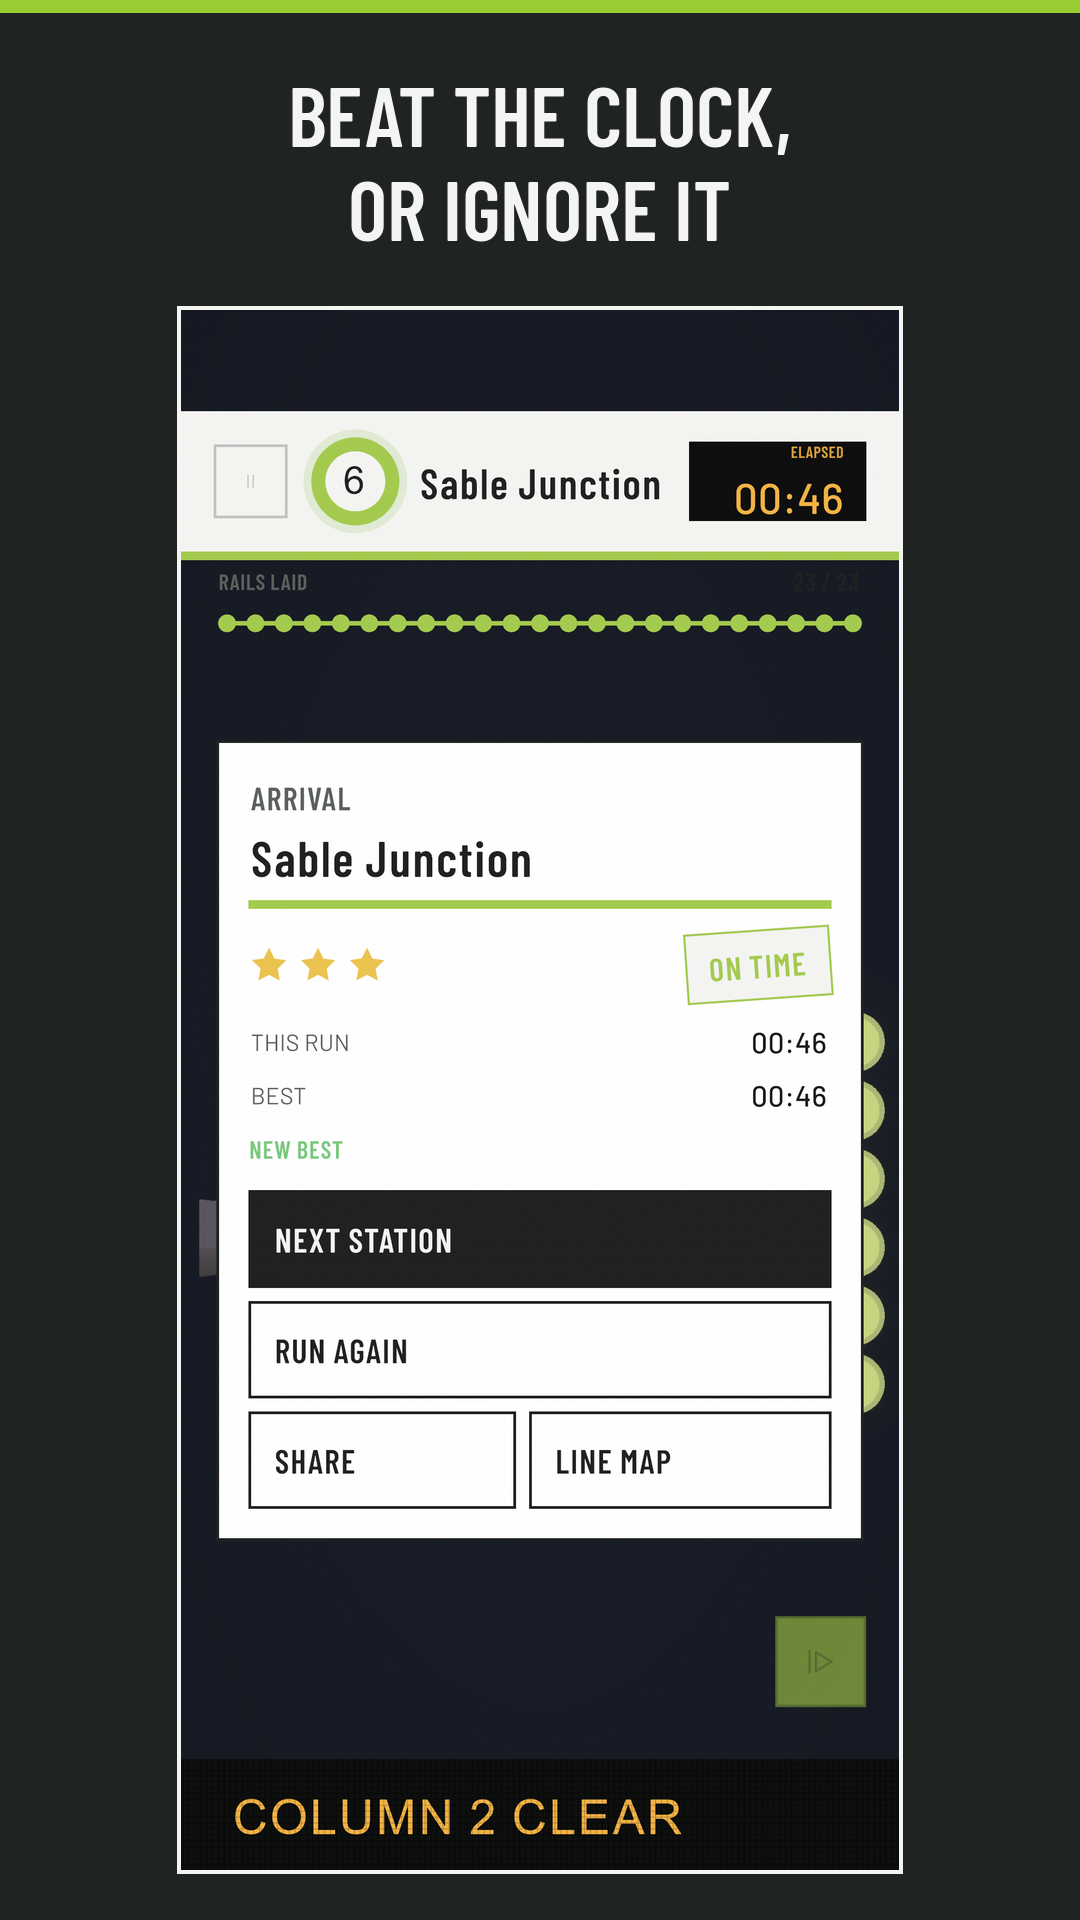 BEAT THE CLOCK,
OR IGNORE IT
6
Sable Junction
ELAPSED
00:46
RAILS LAID
23 / 23
ARRIVAL
Sable Junction
ON TIME
THIS RUN
00:46
BEST
00:46
NEW BEST
NEXT STATION
RUN AGAIN
SHARE
LINE MAP
COLUMN 2 CLEAR